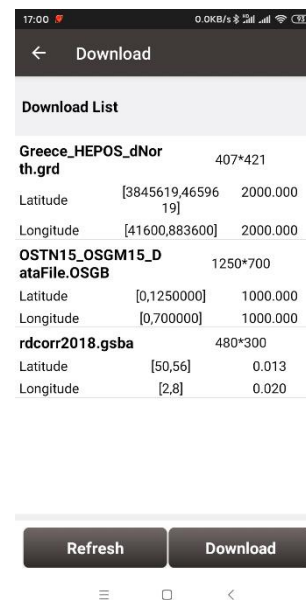 17:00 0.0KB/s
Download
Download List
Greece_HEPOS_dNor
th.grd 407*421
Latitude [3845619,46596
19] 2000.000
Longitude [41600,883600] 2000.000
OSTN15_OSGM15_D
ataFile.OSGB 1250*700
Latitude [0,1250000] 1000.000
Longitude [0,700000] 1000.000
rdcorr2018.gsba 480*300
Latitude [50,56] 0.013
Longitude [2,8] 0.020
Refresh Download